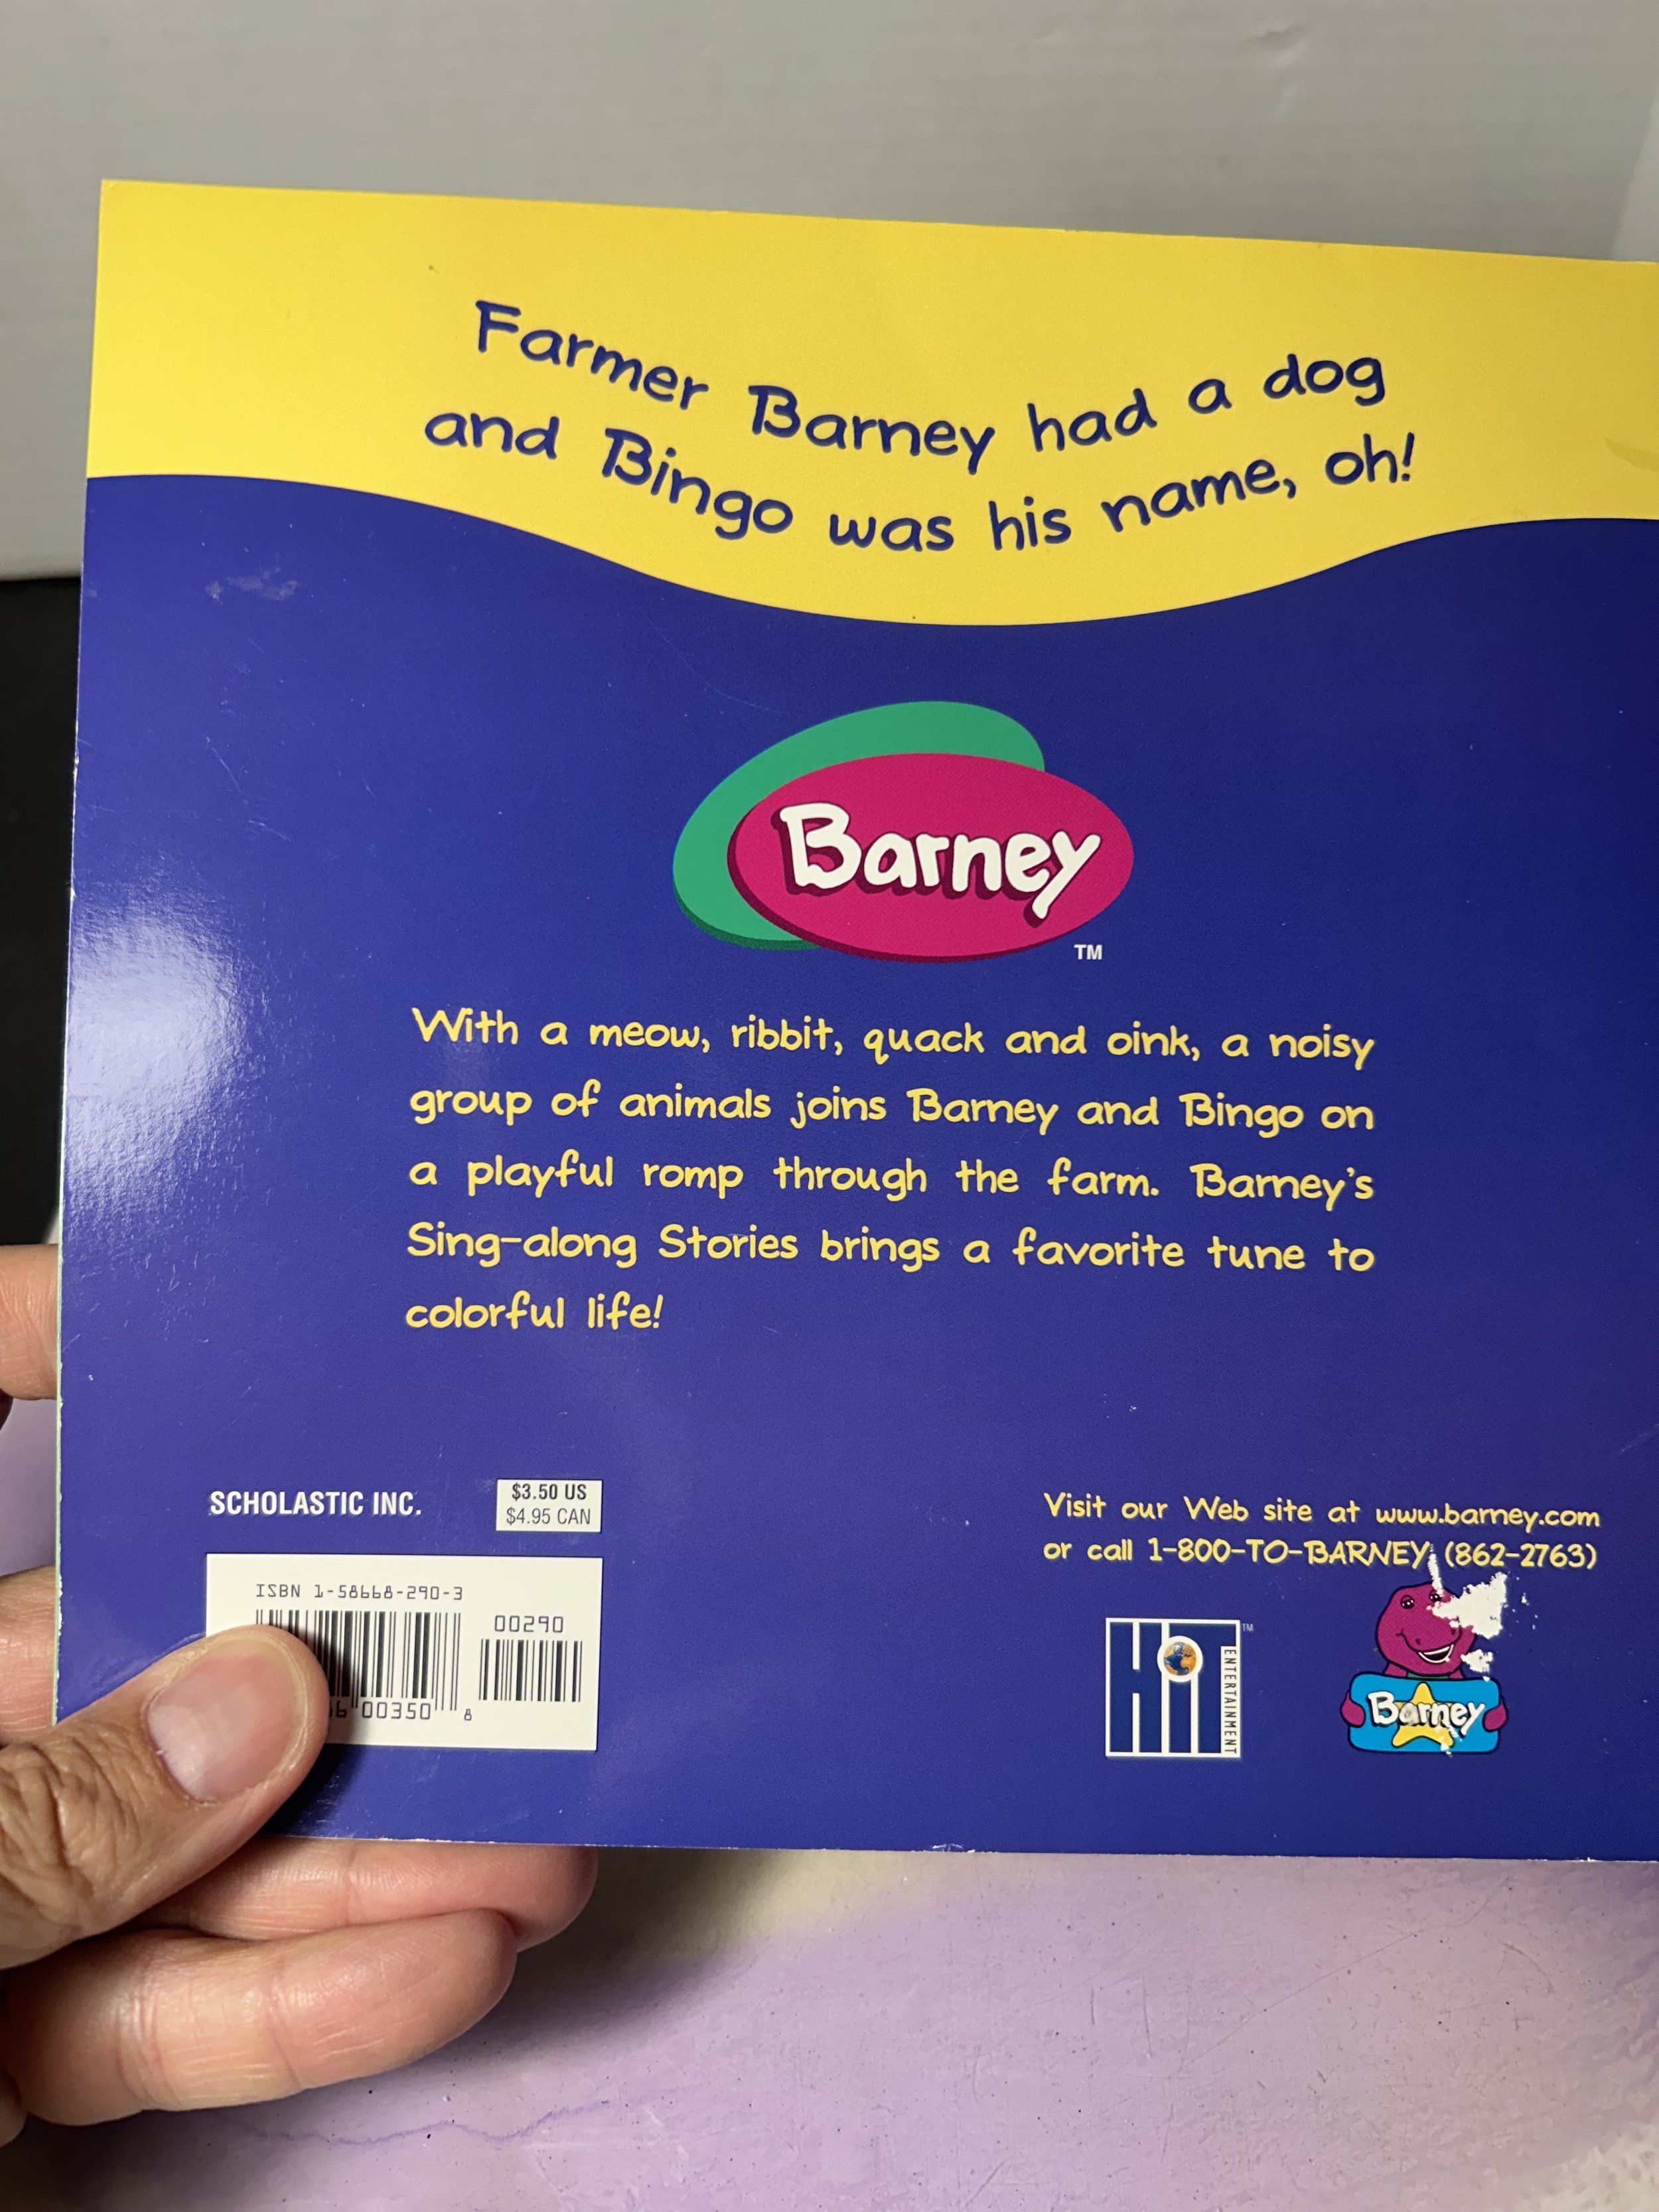 Farmer Barney had a dog
and Bingo was his name, oh!
Barney
TM
With a meow, ribbit, quack and oink, a noisy
group of animals joins Barney and Bingo on
a playful romp through the farm. Barney's
Sing-along Stories brings a favorite tune to
colorful life!
SCHOLASTIC INC.
$3.50 US
$4.95 CAN
ISBN 1-58668-290-3
00290
00350
8
Visit our Web site at www.barney.com
or call 1-800-TO-BARNEY (862-2763)
HiT
TM
ENTERTAINMENT
Barney